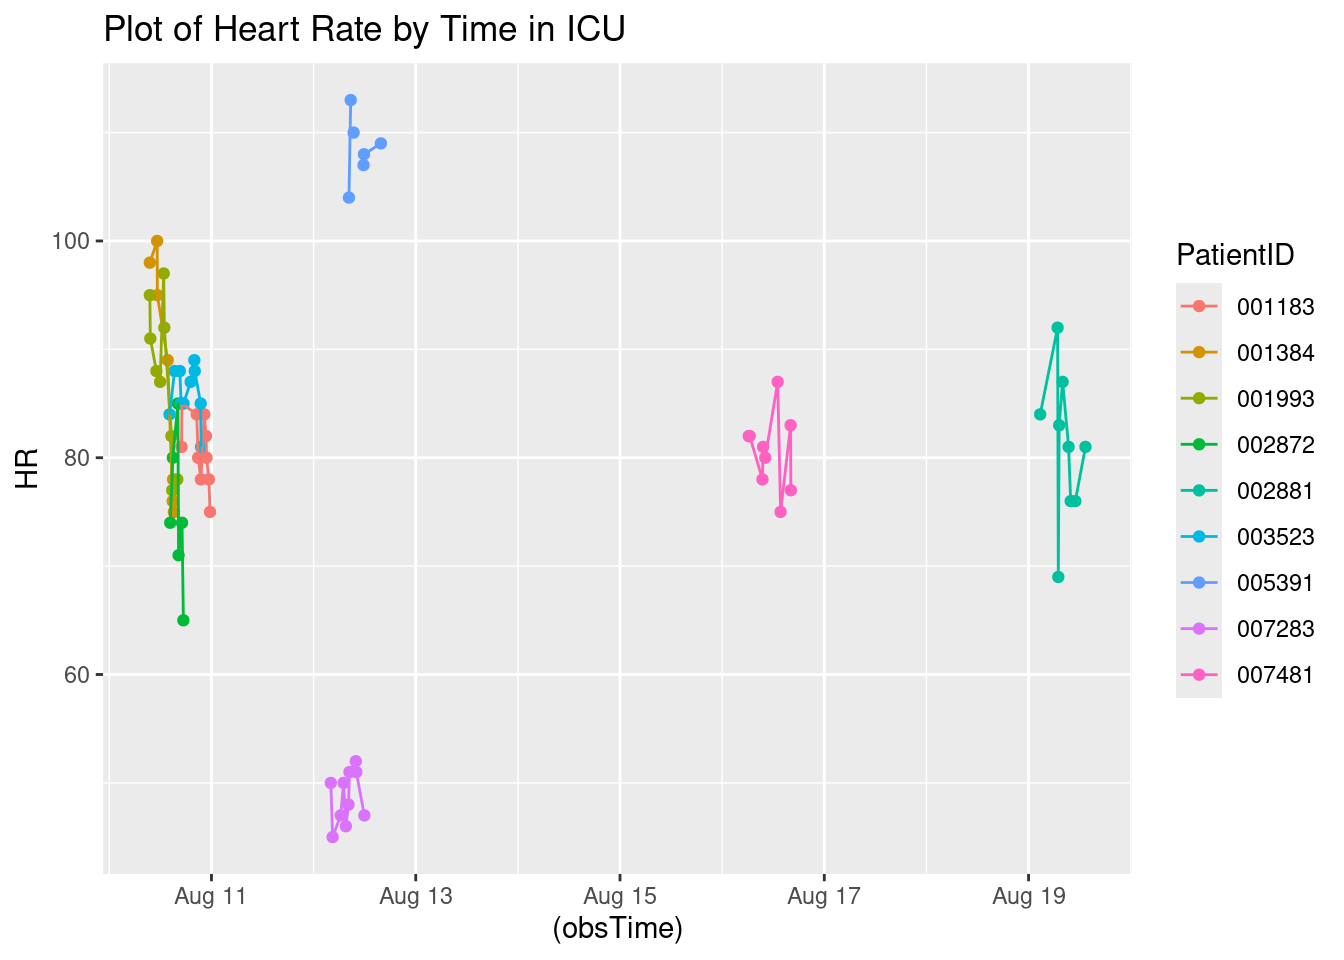 Plot of Heart Rate by Time in ICU
HR
100
80
60
Aug 11
Aug 13
Aug 15
Aug 17
Aug 19
(obsTime)
PatientID
001183
001384
001993
002872
002881
003523
005391
007283
007481